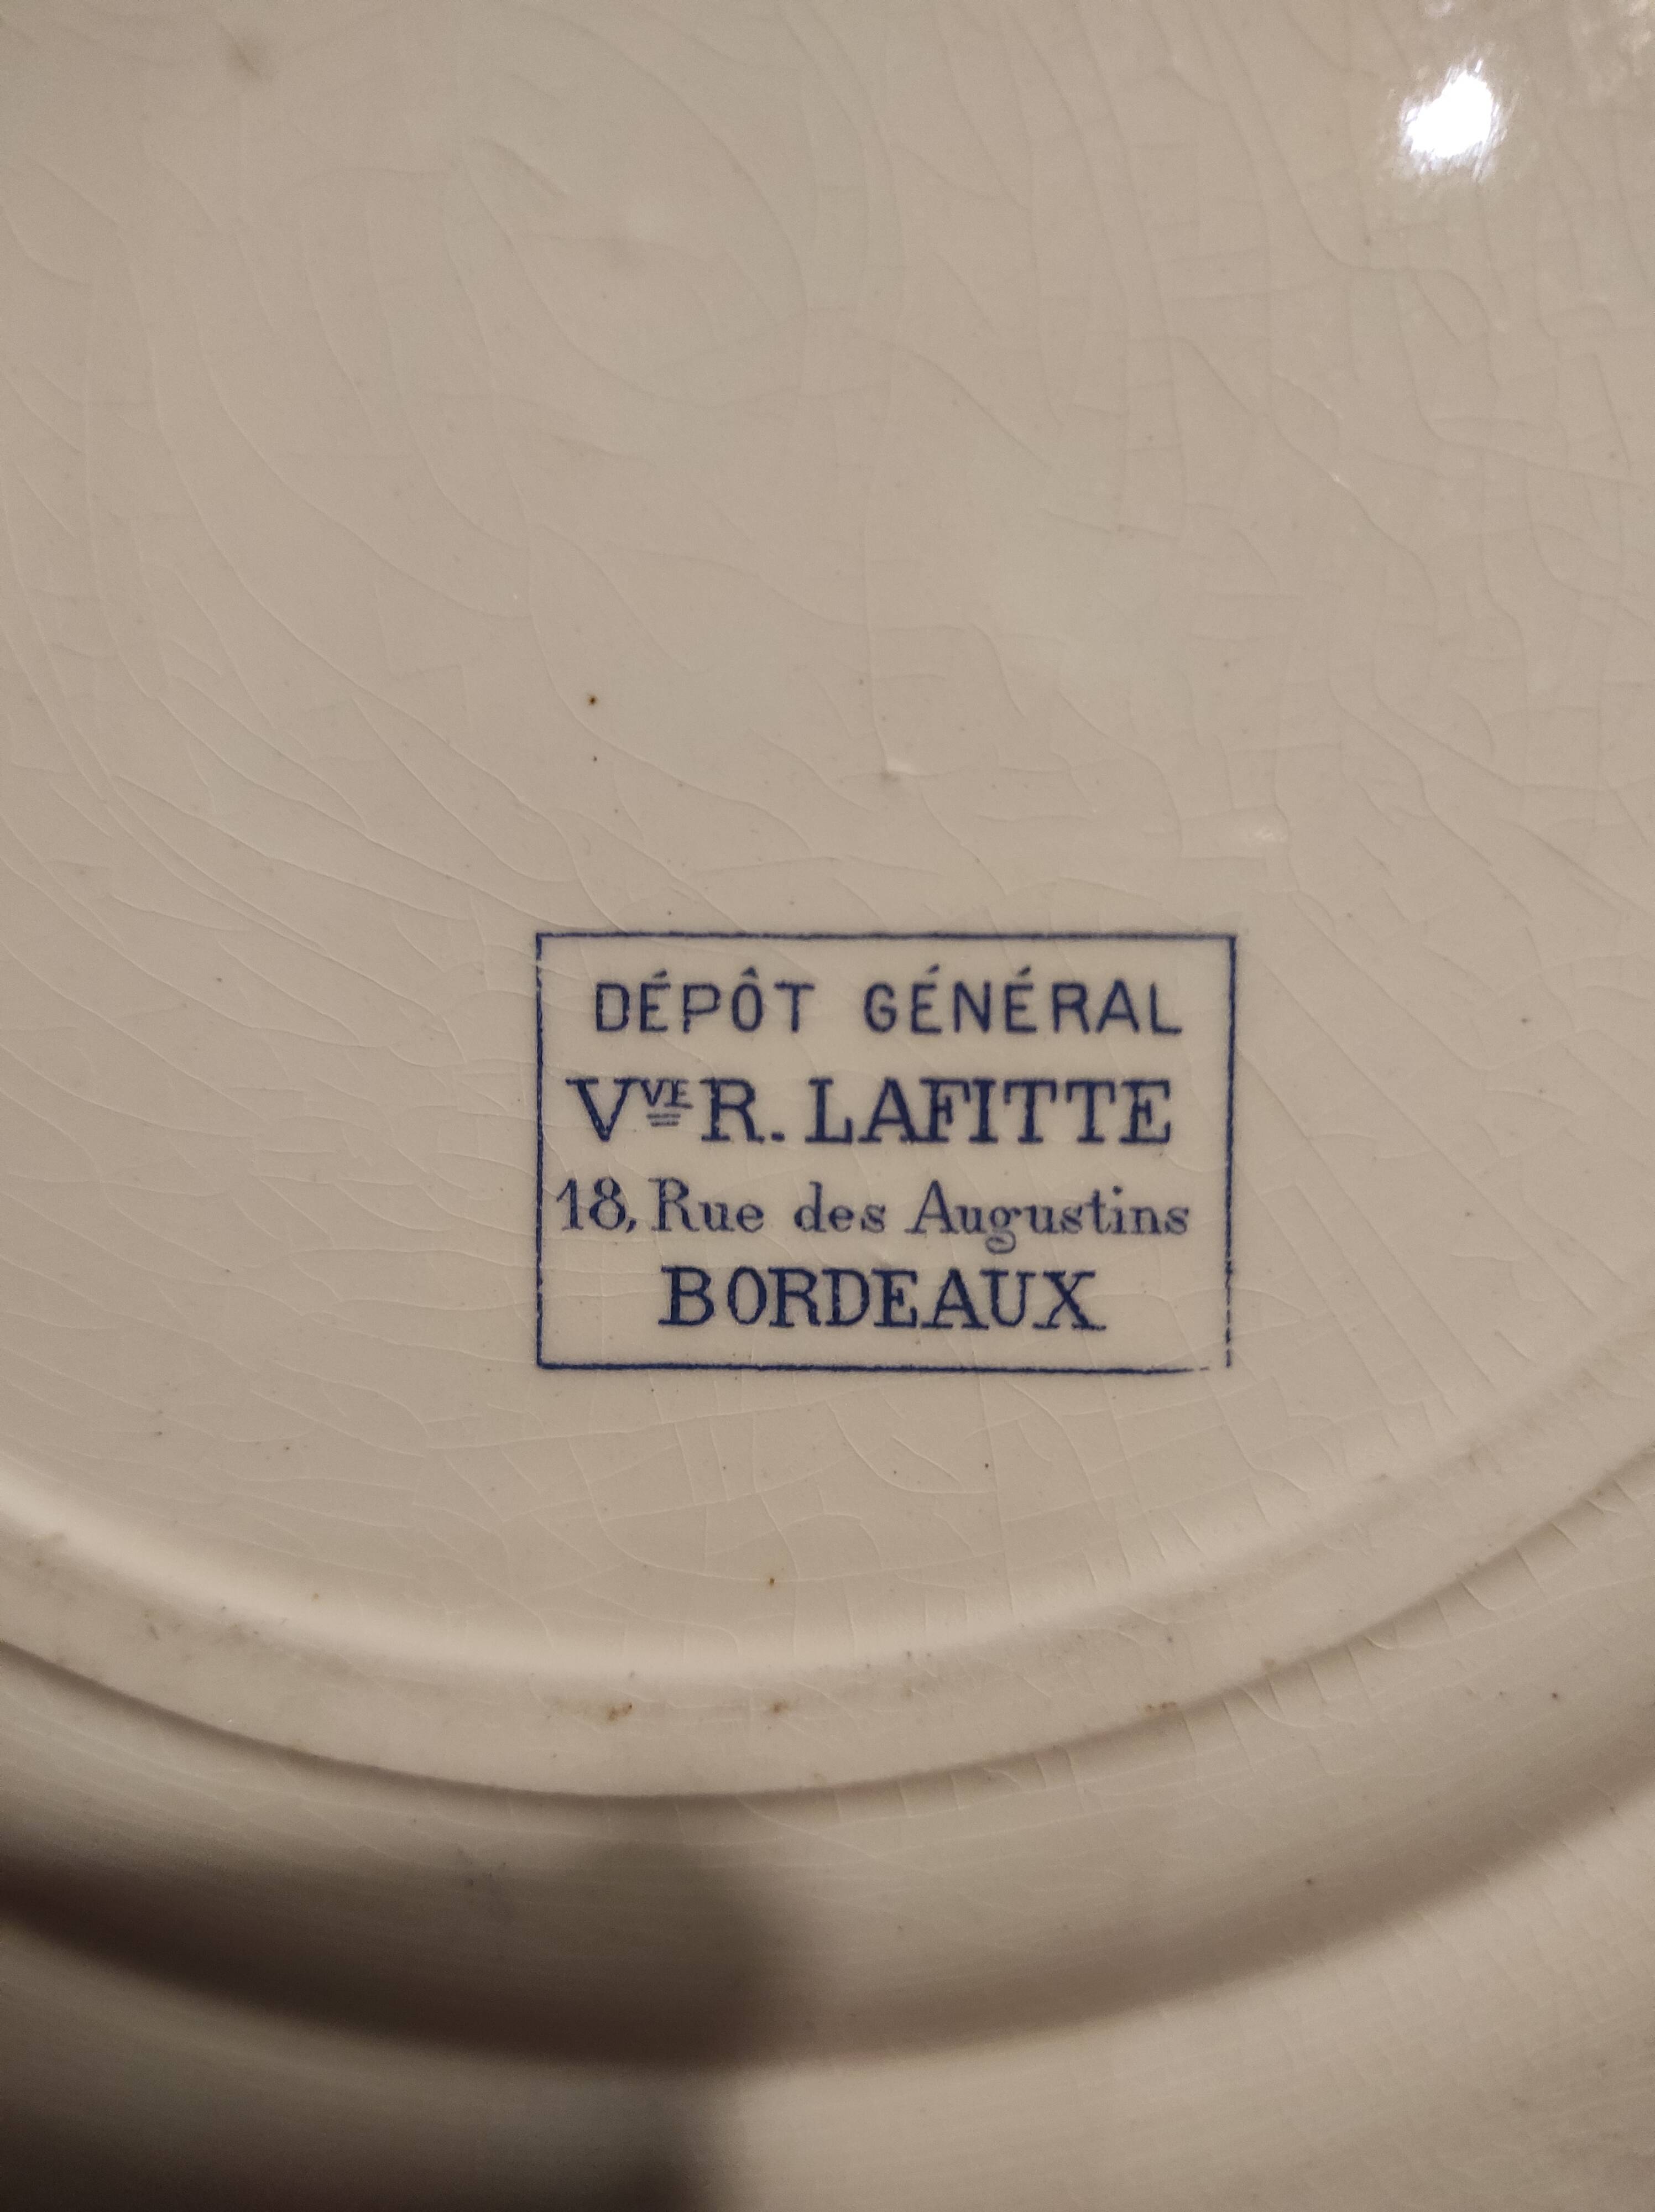 DÉPÔT GÉNÉRAL
VVE R. LAFITTE
18, Rue des Augustins
BORDEAUX